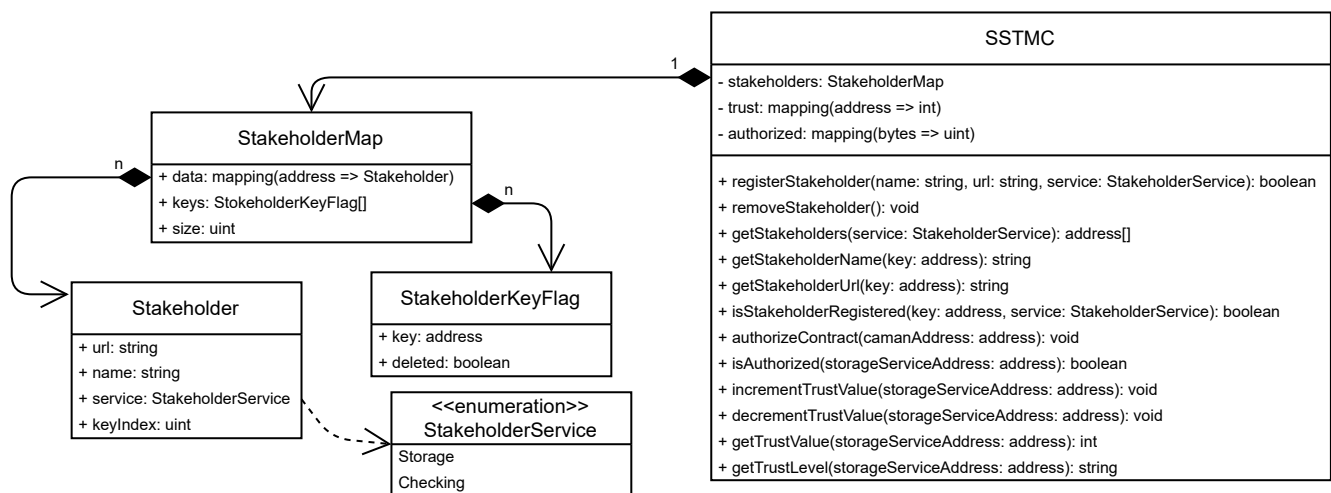 SSTMC
- stakeholders: StakeholderMap
- trust: mapping(address => int)
- authorized: mapping(bytes => uint)
+ registerStakeholder(name: string, url: string, service: StakeholderService): boolean
+ removeStakeholder(): void
+ getStakeholders(service: StakeholderService): address[]
+ getStakeholderName(key: address): string
+ getStakeholderUrl(key: address): string
+ isStakeholderRegistered(key: address, service: StakeholderService): boolean
+ authorizeContract(camanAddress: address): void
+ isAuthorized(storageServiceAddress: address): boolean
+ incrementTrustValue(storageServiceAddress: address): void
+ decrementTrustValue(storageServiceAddress: address): void
+ getTrustValue(storageServiceAddress: address): int
+ getTrustLevel(storageServiceAddress: address): string
1
StakeholderMap
+ data: mapping(address => Stakeholder)
+ keys: StokeholderKeyFlag[]
+ size: uint
n
n
Stakeholder
+ url: string
+ name: string
+ service: StakeholderService
+ keyIndex: uint
StakeholderKeyFlag
+ key: address
+ deleted: boolean
<<enumeration>>
StakeholderService
Storage
Checking